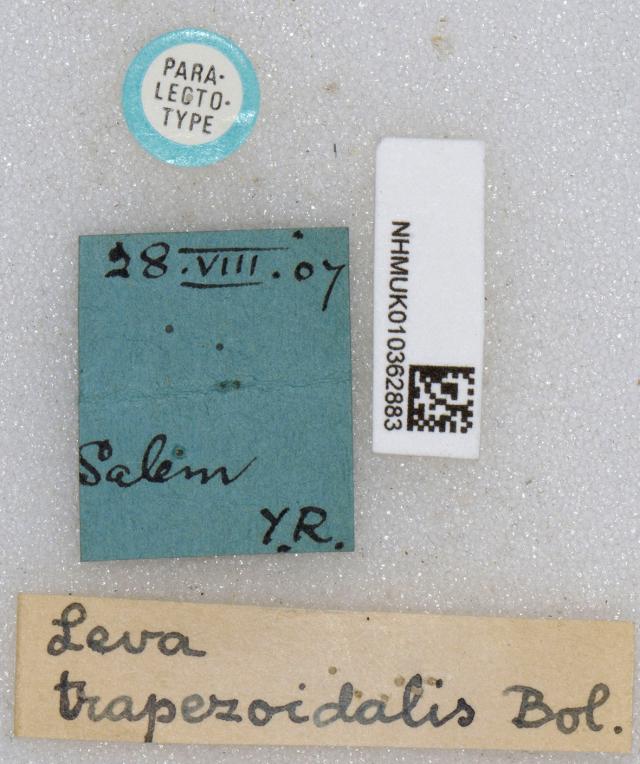 PARA-
LECTO-
TYPE
28.VIII.07
Salem
Y.R.
NHMUK010362883
Leva
trapezoidalis Bol.